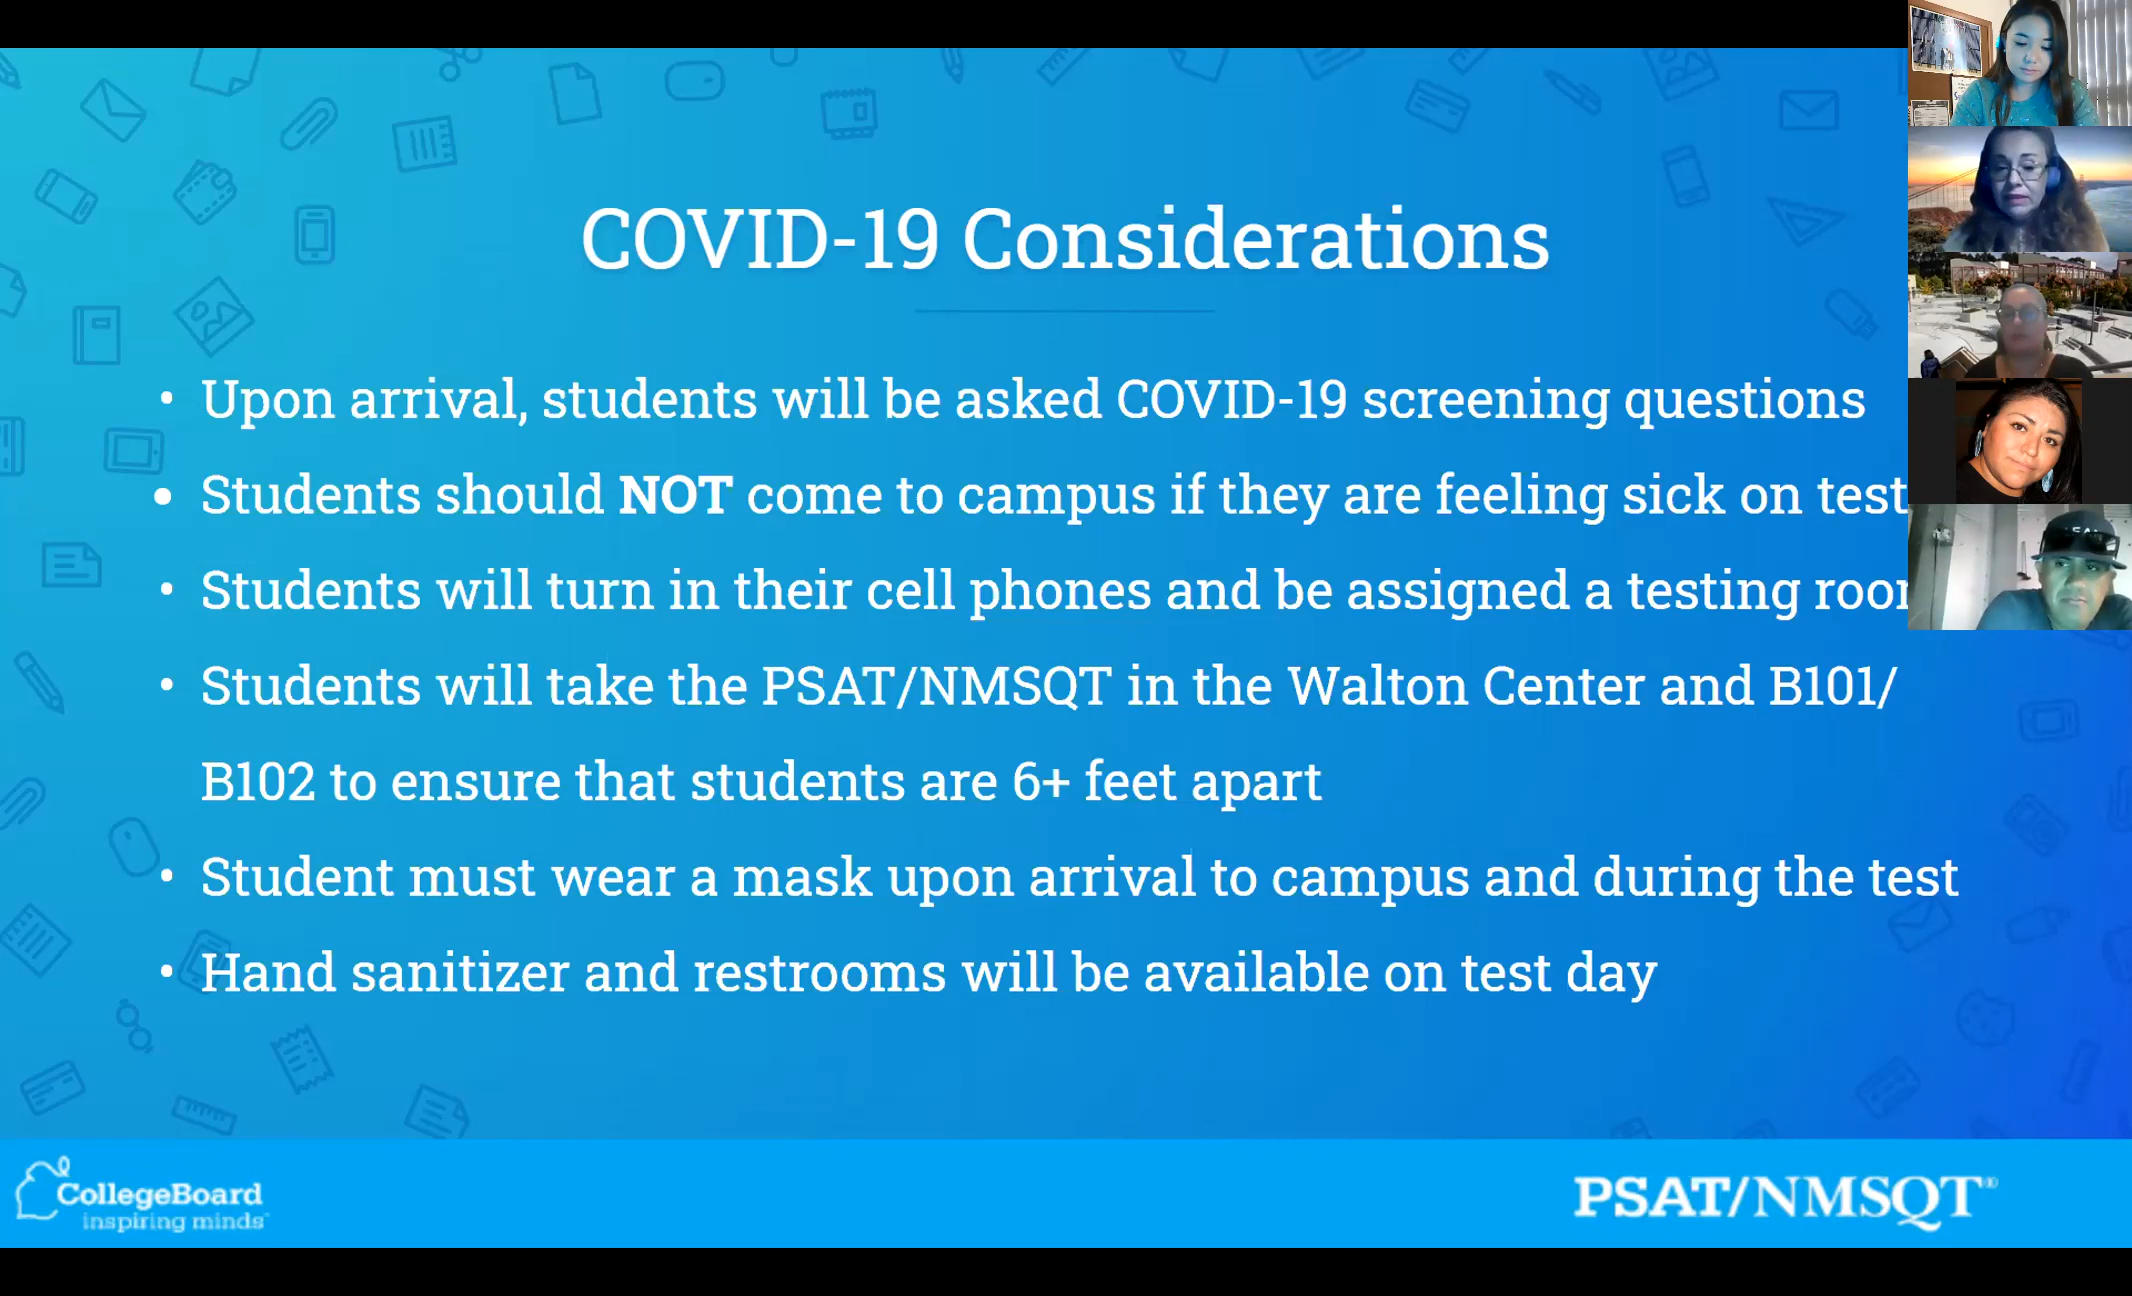 COVID-19 Considerations
• Upon arrival, students will be asked COVID-19 screening questions
• Students should NOT come to campus if they are feeling sick on test
• Students will turn in their cell phones and be assigned a testing
• Students will take the PSAT/NMSQT in the Walton Center and B101/
B102 to ensure that students are 6+ feet apart
• Student must wear a mask upon arrival to campus and during the test
• Hand sanitizer and restrooms will be available on test day
CollegeBoard
inspiring minds™
PSAT/NMSQT®